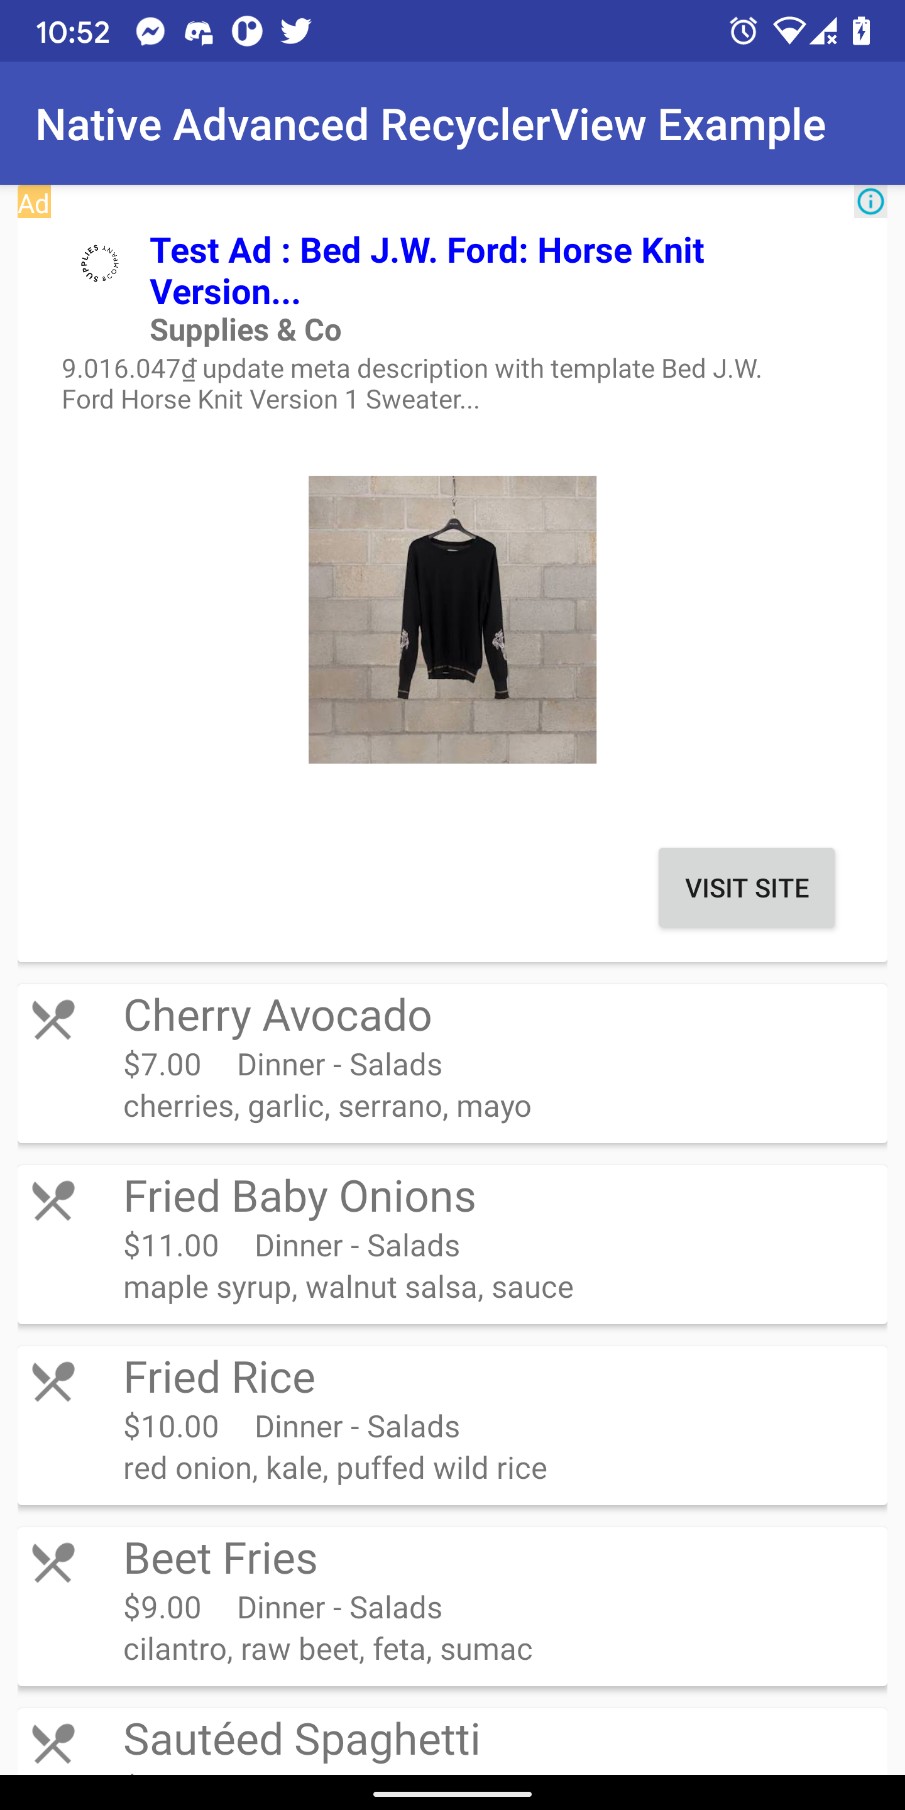 10:52
Native Advanced RecyclerView Example
Ad
SUPPLIES & COMPANY
Test Ad : Bed J.W. Ford: Horse Knit
Version...
Supplies & Co
9.016.047₫ update meta description with template Bed J.W.
Ford Horse Knit Version 1 Sweater...
VISIT SITE
Cherry Avocado
$7.00 Dinner - Salads
cherries, garlic, serrano, mayo
Fried Baby Onions
$11.00 Dinner - Salads
maple syrup, walnut salsa, sauce
Fried Rice
$10.00 Dinner - Salads
red onion, kale, puffed wild rice
Beet Fries
$9.00 Dinner - Salads
cilantro, raw beet, feta, sumac
Sautéed Spaghetti